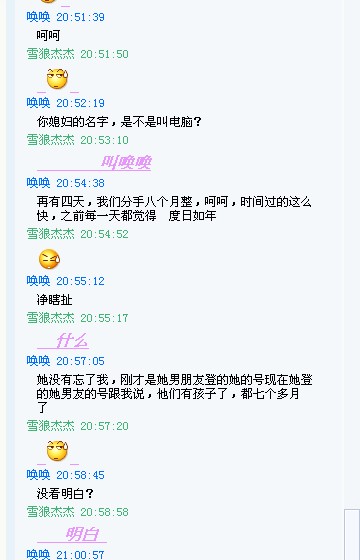 唤唤 20:51:39
呵呵
雪狼杰杰 20:51:50
唤唤 20:52:19
你媳妇的名字，是不是叫电脑？
雪狼杰杰 20:53:10
叫唤唤
唤唤 20:54:38
再有四天，我们分手八个月整，呵呵，时间过的这么
快，之前每一天都觉得 度日如年
雪狼杰杰 20:54:52
唤唤 20:55:12
净瞎扯
雪狼杰杰 20:55:17
什么
唤唤 20:57:05
她没有忘了我，刚才是她男朋友登的她的号现在她登
的她男友的号跟我说，他们有孩子了，都七个多月
了
雪狼杰杰 20:57:20
唤唤 20:58:45
没看明白？
雪狼杰杰 20:58:58
明白
唤唤 21:00:57